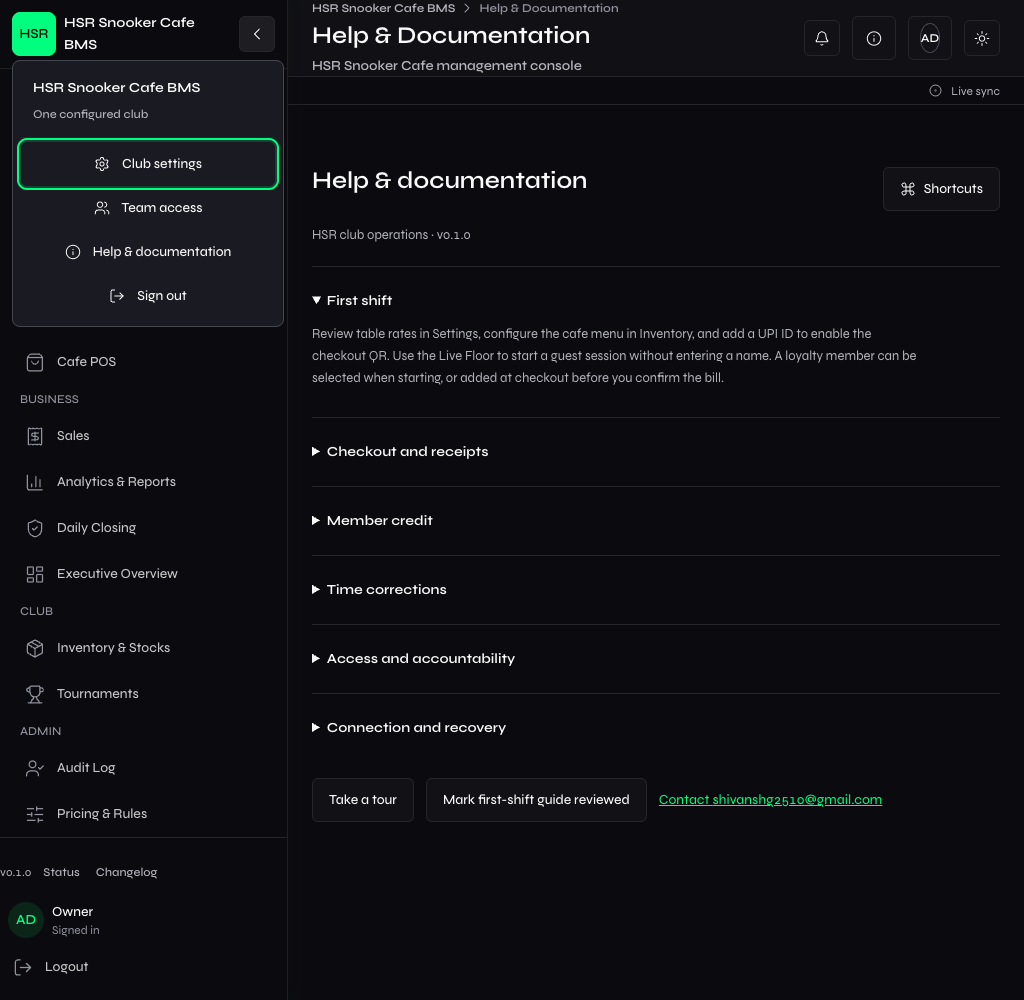 HSR
HSR Snooker Cafe
BMS
HSR Snooker Cafe BMS
One configured club
Club settings
Team access
Help & documentation
Sign out
Cafe POS
BUSINESS
Sales
Analytics & Reports
Daily Closing
Executive Overview
CLUB
Inventory & Stocks
Tournaments
ADMIN
Audit Log
Pricing & Rules
v0.1.0 Status Changelog
AD
Owner
Signed in
Logout
HSR Snooker Cafe BMS > Help & Documentation
Help & Documentation
HSR Snooker Cafe management console
AD
Live sync
Help & documentation
Shortcuts
HSR club operations · v0.1.0
First shift
Review table rates in Settings, configure the cafe menu in Inventory, and add a UPI ID to enable the
checkout QR. Use the Live Floor to start a guest session without entering a name. A loyalty member can be
selected when starting, or added at checkout before you confirm the bill.
Checkout and receipts
Member credit
Time corrections
Access and accountability
Connection and recovery
Take a tour
Mark first-shift guide reviewed
Contact shivanshg2510@gmail.com